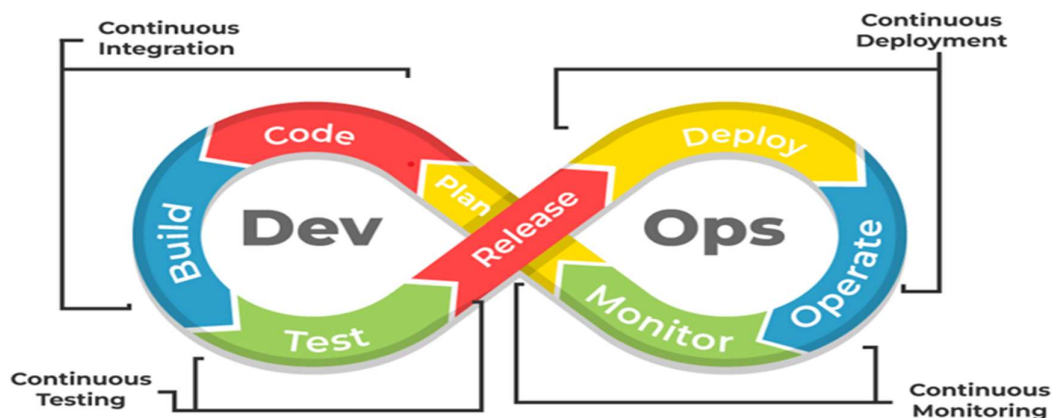 Continuous
Integration
Continuous
Deployment
Code
Plan
Build
Dev
Test
Release
Deploy
Ops
Operate
Monitor
Continuous
Testing
Continuous
Monitoring